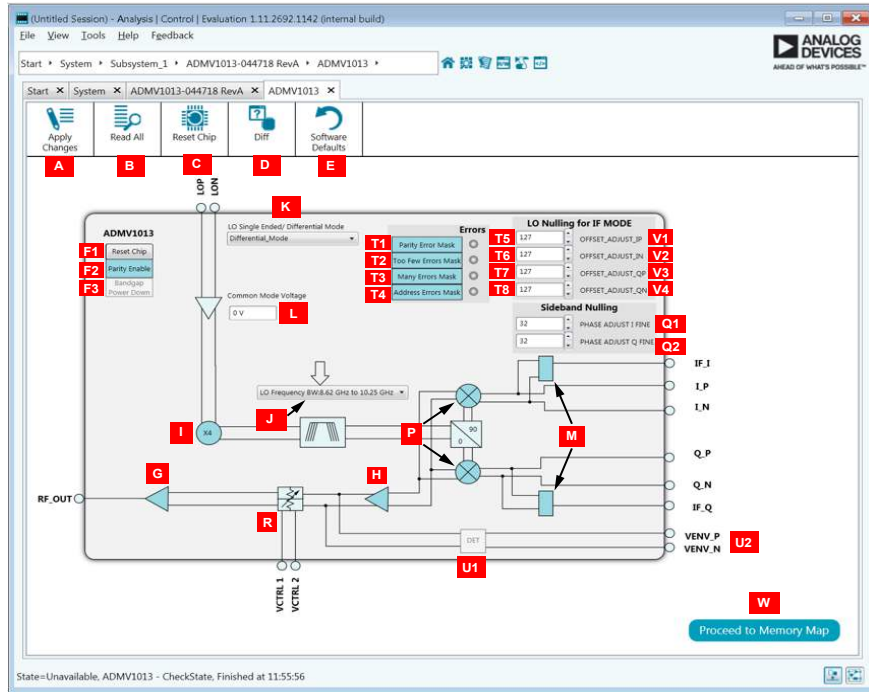 (Untitled Session) - Analysis | Control | Evaluation 1.11.2692.1142 (internal build)
File View Tools Help Feedback
ANALOG DEVICES
AHEAD OF WHAT'S POSSIBLE™
Start ‣ System ‣ Subsystem_1 ‣ ADMV1013-044718 RevA ‣ ADMV1013 ‣
Start × System × ADMV1013-044718 RevA × ADMV1013 ×
Apply Changes
Read All
Reset Chip
Diff
Software Defaults
A B C D E
LOP LON
K
ADMV1013
F1 Reset Chip
F2 Parity Enable
F3 Bandgap Power Down
LO Single Ended/ Differential Mode
Differential_Mode
Common Mode Voltage
0 V L
Errors
T1 Parity Error Mask
T2 Too Few Errors Mask
T3 Many Errors Mask
T4 Address Errors Mask
LO Nulling for IF MODE
T5 127 OFFSET_ADJUST_IP V1
T6 127 OFFSET_ADJUST_IN V2
T7 127 OFFSET_ADJUST_QP V3
T8 127 OFFSET_ADJUST_QN V4
Sideband Nulling
32 PHASE ADJUST I FINE Q1
32 PHASE ADJUST Q FINE Q2
IF_I
I_P
I_N
LO Frequency BW:8.62 GHz to 10.25 GHz
J
I X4
P
90
0
M
Q_P
Q_N
IF_Q
G
H
RF_OUT
R
DET
U1
VENV_P
VENV_N
U2
VCTRL 1
VCTRL 2
W
Proceed to Memory Map
State=Unavailable, ADMV1013 - CheckState, Finished at 11:55:56